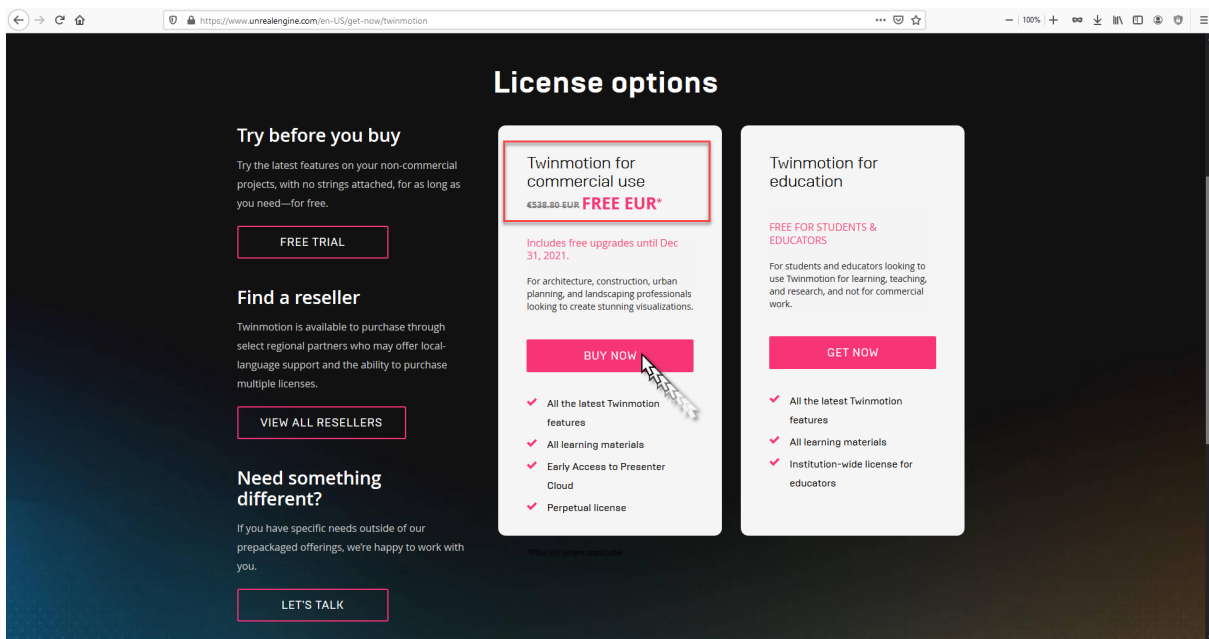 https://www.unrealengine.com/en-US/get-now/twinmotion
100%
License options
Try before you buy
Try the latest features on your non-commercial
projects, with no strings attached, for as long as
you need—for free.
FREE TRIAL
Find a reseller
Twinmotion is available to purchase through
select regional partners who may offer local-
language support and the ability to purchase
multiple licenses.
VIEW ALL RESELLERS
Need something
different?
If you have specific needs outside of our
prepackaged offerings, we're happy to work with
you.
LET'S TALK
Twinmotion for
commercial use
€538.80 EUR FREE EUR*
Includes free upgrades until Dec
31, 2021.
For architecture, construction, urban
planning, and landscaping professionals
looking to create stunning visualizations.
BUY NOW
All the latest Twinmotion
features
All learning materials
Early Access to Presenter
Cloud
Perpetual license
*Plus VAT where applicable
Twinmotion for
education
FREE FOR STUDENTS &
EDUCATORS
For students and educators looking to
use Twinmotion for learning, teaching,
and research, and not for commercial
work.
GET NOW
All the latest Twinmotion
features
All learning materials
Institution-wide license for
educators